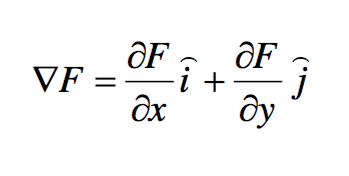 ∇F = ∂F/∂x î + ∂F/∂y ĵ